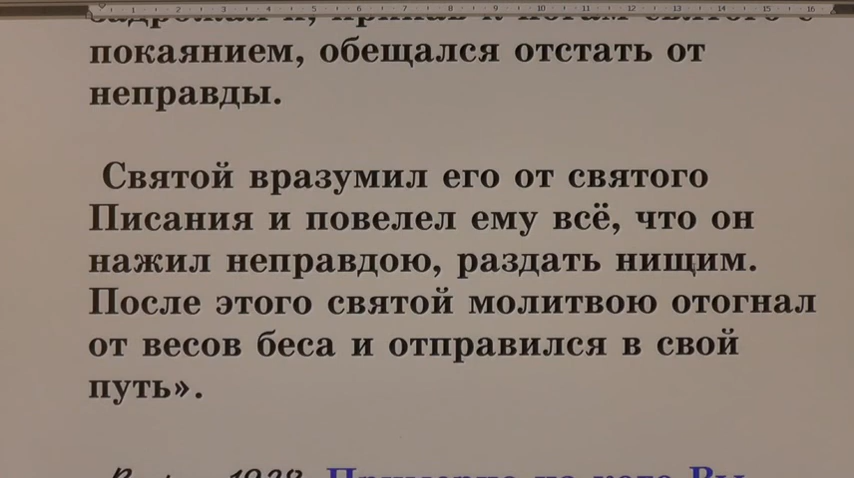 покаянием, обещался отстать от
неправды.
Святой вразумил его от святого
Писания и повелел ему всё, что он
нажил неправдою, раздать нищим.
После этого святой молитвою отогнал
от весов беса и отправился в свой
путь».